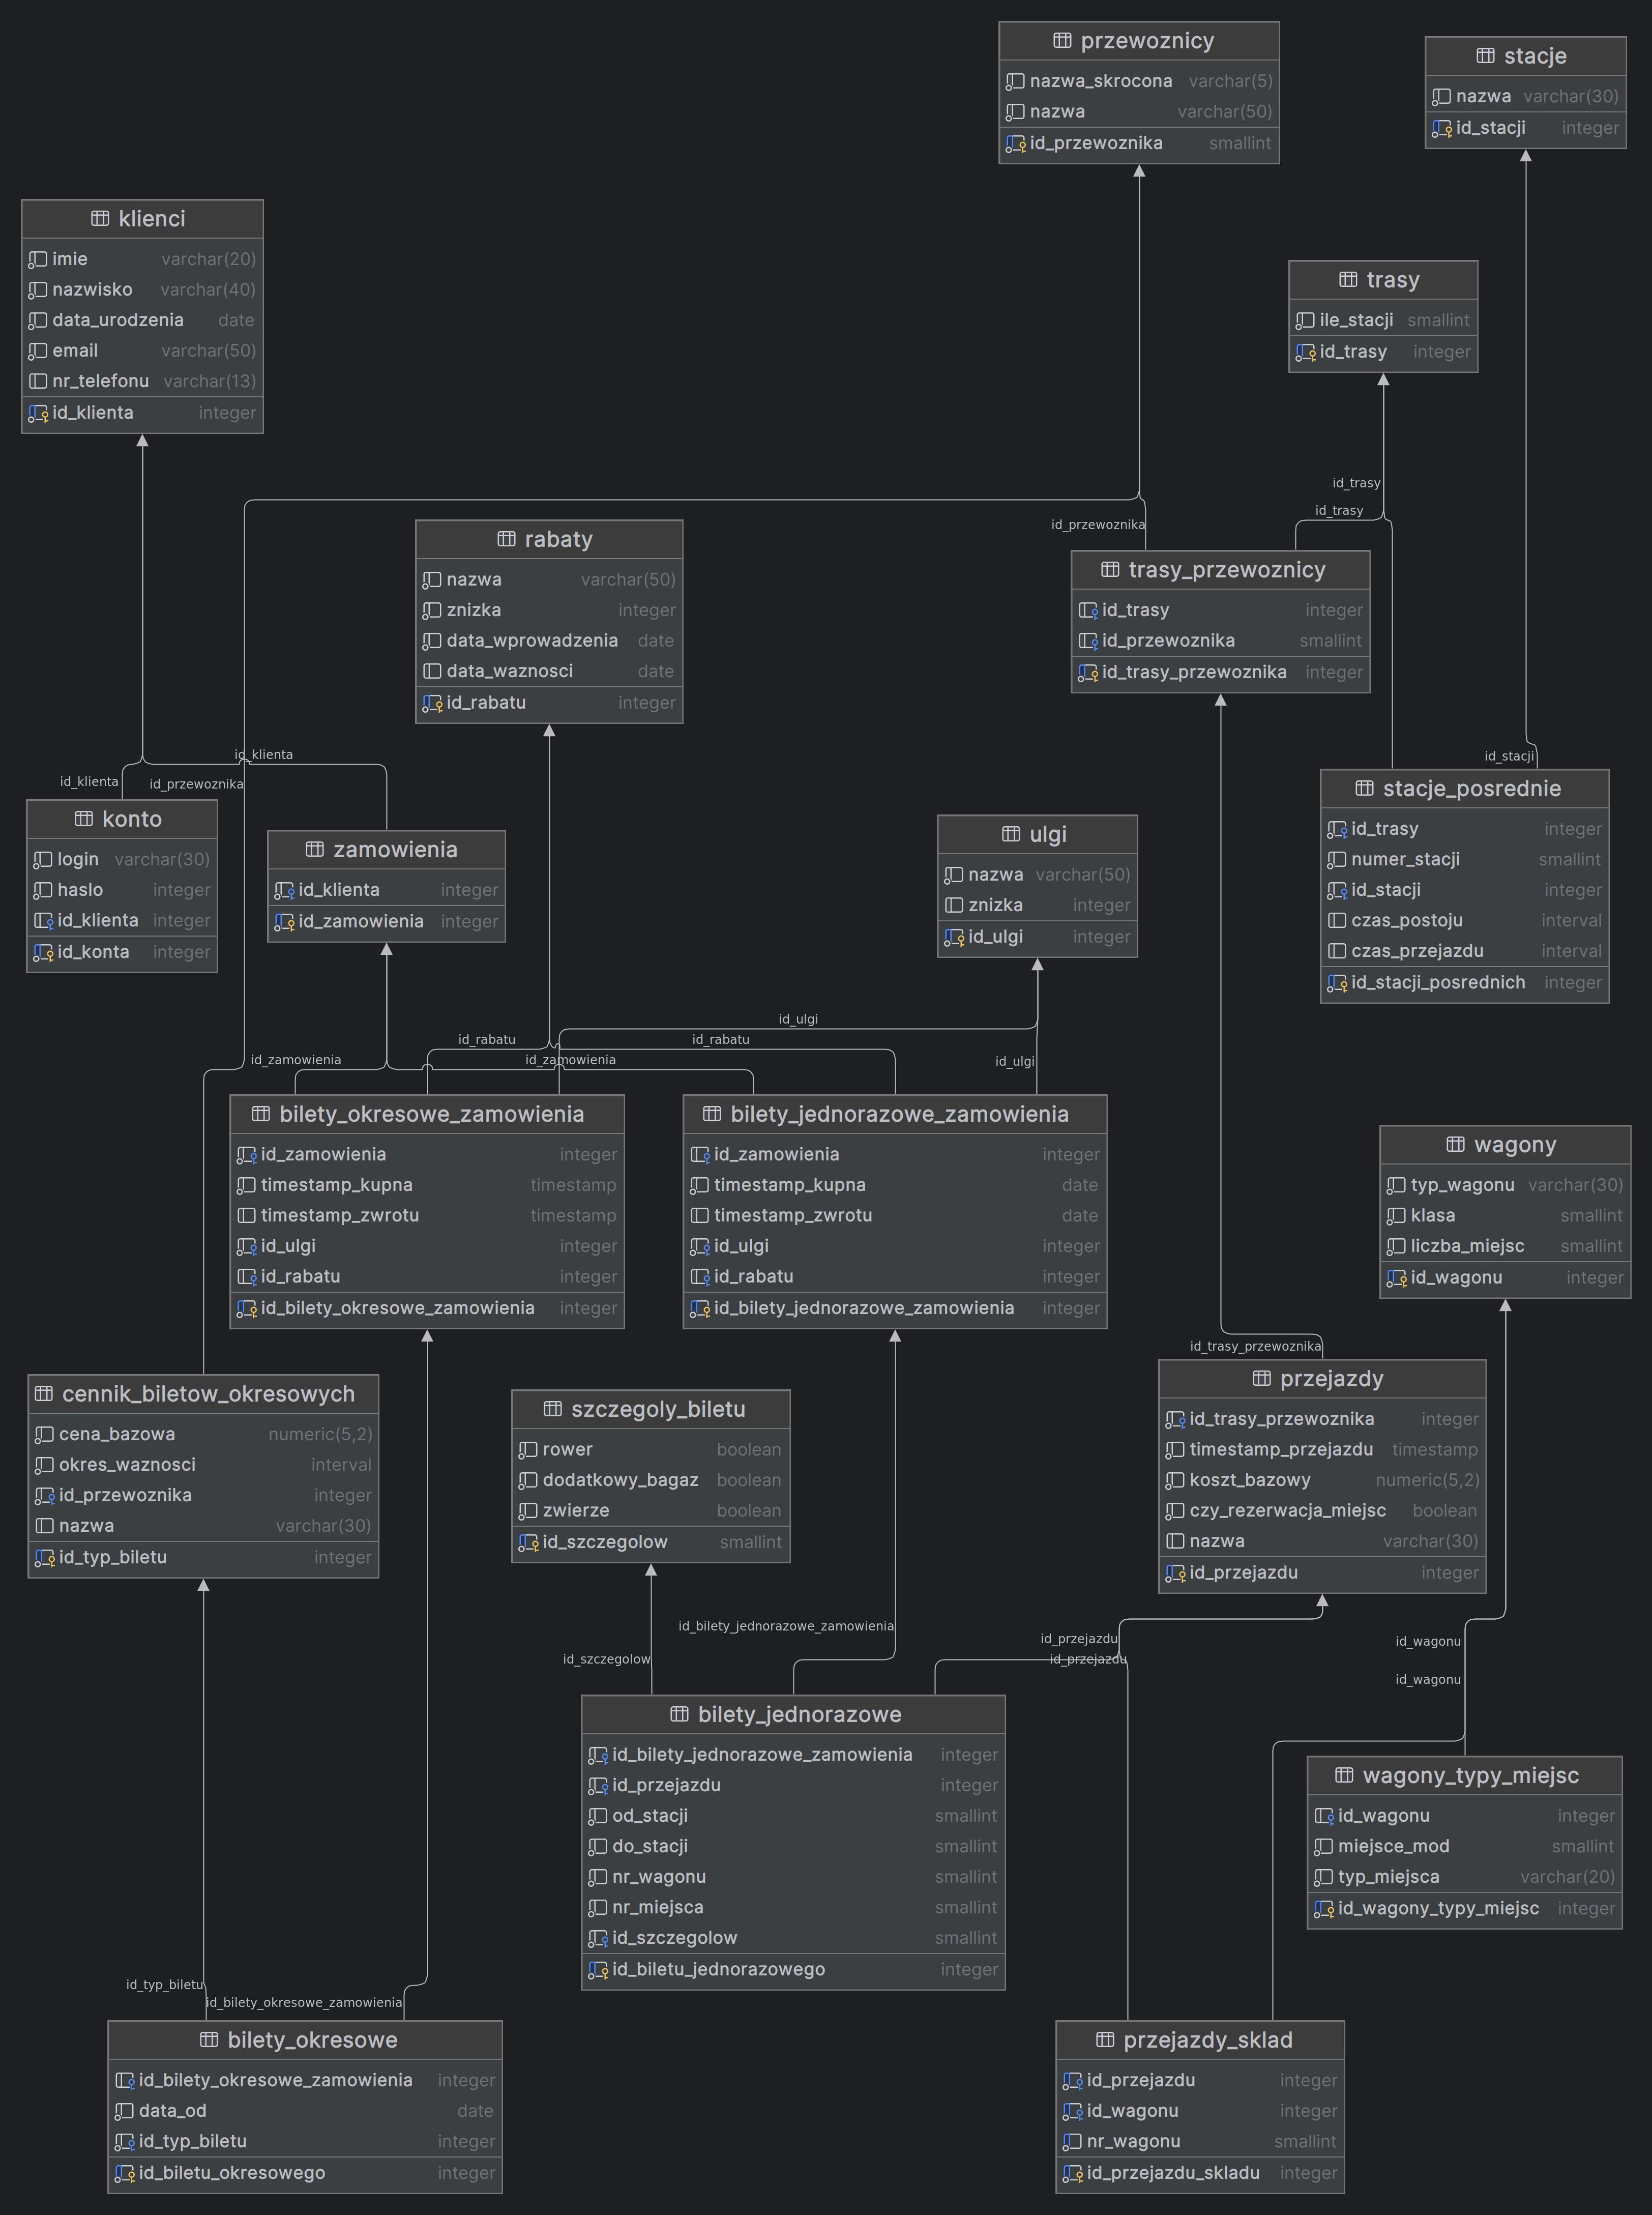 przewoznicy
nazwa_skrocona varchar(5)
nazwa varchar(50)
id_przewoznika smallint
stacje
nazwa varchar(30)
id_stacji integer
klienci
imie varchar(20)
nazwisko varchar(40)
data_urodzenia date
email varchar(50)
nr_telefonu varchar(13)
id_klienta integer
trasy
ile_stacji smallint
id_trasy integer
id_trasy
id_trasy
id_przewoznika
rabaty
nazwa varchar(50)
znizka integer
data_wprowadzenia date
data_waznosci date
id_rabatu integer
trasy_przewoznicy
id_trasy integer
id_przewoznika smallint
id_trasy_przewoznika integer
id_klienta
id_klienta
id_przewoznika
id_stacji
konto
login varchar(30)
haslo integer
id_klienta integer
id_konta integer
zamowienia
id_klienta integer
id_zamowienia integer
ulgi
nazwa varchar(50)
znizka integer
id_ulgi integer
stacje_posrednie
id_trasy integer
numer_stacji smallint
id_stacji integer
czas_postoju interval
czas_przejazdu interval
id_stacji_posrednich integer
id_ulgi
id_rabatu
id_rabatu
id_zamowienia
id_zamowienia
id_ulgi
bilety_okresowe_zamowienia
id_zamowienia integer
timestamp_kupna timestamp
timestamp_zwrotu timestamp
id_ulgi integer
id_rabatu integer
id_bilety_okresowe_zamowienia integer
bilety_jednorazowe_zamowienia
id_zamowienia integer
timestamp_kupna date
timestamp_zwrotu date
id_ulgi integer
id_rabatu integer
id_bilety_jednorazowe_zamowienia integer
wagony
typ_wagonu varchar(30)
klasa smallint
liczba_miejsc smallint
id_wagonu integer
id_trasy_przewoznika
cennik_biletow_okresowych
cena_bazowa numeric(5,2)
okres_waznosci interval
id_przewoznika integer
nazwa varchar(30)
id_typ_biletu integer
szczegoly_biletu
rower boolean
dodatkowy_bagaz boolean
zwierze boolean
id_szczegolow smallint
przejazdy
id_trasy_przewoznika integer
timestamp_przejazdu timestamp
koszt_bazowy numeric(5,2)
czy_rezerwacja_miejsc boolean
nazwa varchar(30)
id_przejazdu integer
id_bilety_jednorazowe_zamowienia
id_przejazdu
id_wagonu
id_szczegolow
id_przejazdu
id_wagonu
bilety_jednorazowe
id_bilety_jednorazowe_zamowienia integer
id_przejazdu integer
od_stacji smallint
do_stacji smallint
nr_wagonu smallint
nr_miejsca smallint
id_szczegolow smallint
id_biletu_jednorazowego integer
wagony_typy_miejsc
id_wagonu integer
miejsce_mod smallint
typ_miejsca varchar(20)
id_wagony_typy_miejsc integer
id_typ_biletu
id_bilety_okresowe_zamowienia
bilety_okresowe
id_bilety_okresowe_zamowienia integer
data_od date
id_typ_biletu integer
id_biletu_okresowego integer
przejazdy_sklad
id_przejazdu integer
id_wagonu integer
nr_wagonu smallint
id_przejazdu_skladu integer